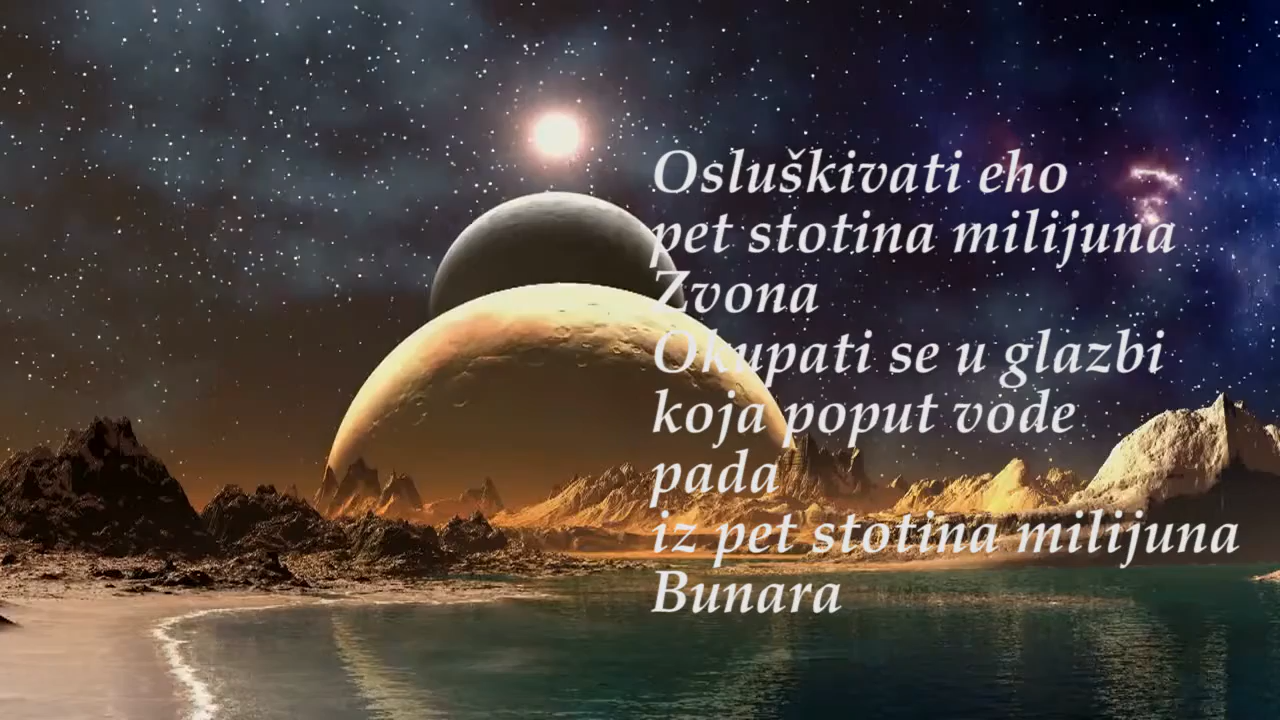 Osluškivati eho
pet stotina milijuna
Zvona
Okupati se u glazbi
koja poput vode
pada
iz pet stotina milijuna
Bunara